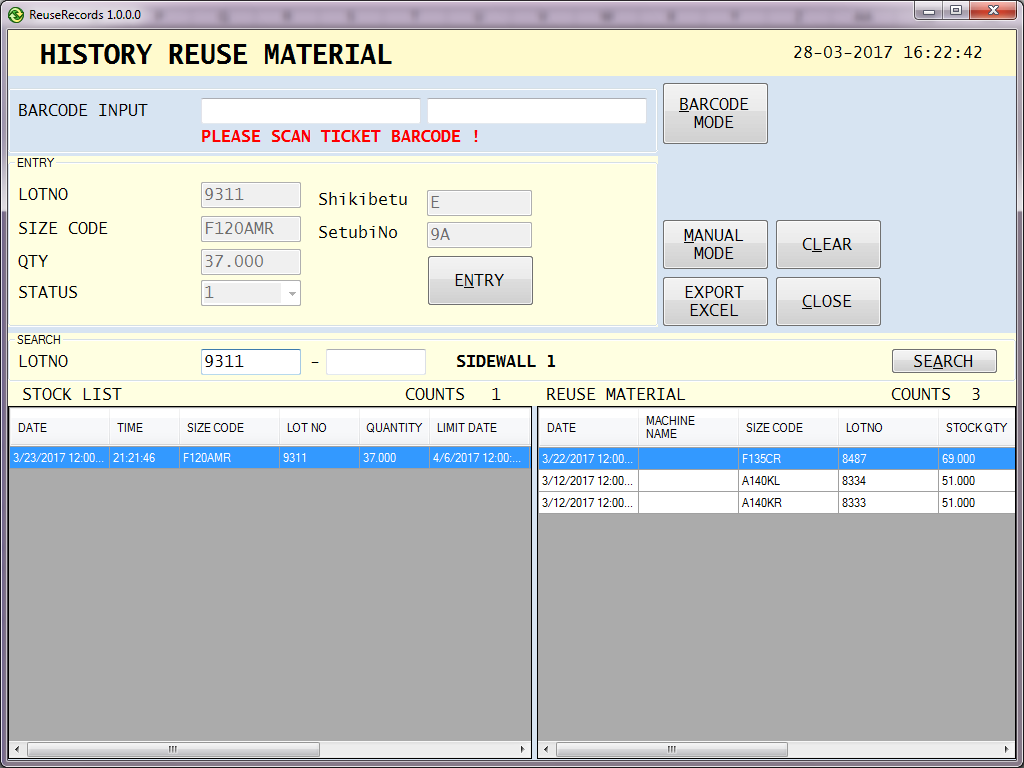 ReuseRecords 1.0.0.0
HISTORY REUSE MATERIAL
28-03-2017 16:22:42
BARCODE INPUT
PLEASE SCAN TICKET BARCODE !
BARCODE
MODE
ENTRY
LOTNO 9311 Shikibetu E
SIZE CODE F120AMR SetubiNo 9A
QTY 37.000
STATUS 1
ENTRY
MANUAL
MODE
CLEAR
EXPORT
EXCEL
CLOSE
SEARCH
LOTNO 9311 - SIDEWALL 1 SEARCH
STOCK LIST COUNTS 1
DATE TIME SIZE CODE LOT NO QUANTITY LIMIT DATE
3/23/2017 12:00... 21:21:46 F120AMR 9311 37.000 4/6/2017 12:00:...
REUSE MATERIAL COUNTS 3
DATE MACHINE NAME SIZE CODE LOTNO STOCK QTY
3/22/2017 12:00... F135CR 8487 69.000
3/12/2017 12:00... A140KL 8334 51.000
3/12/2017 12:00... A140KR 8333 51.000